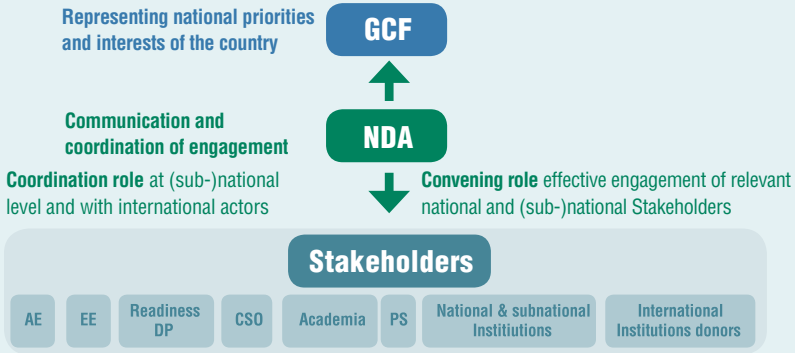 Representing national priorities
and interests of the country
GCF
Communication and
coordination of engagement
NDA
Coordination role at (sub-)national
level and with international actors
Convening role effective engagement of relevant
national and (sub-)national Stakeholders
Stakeholders
AE
EE
Readiness
DP
CSO
Academia
PS
National & subnational
Institiutions
International
Institutions donors